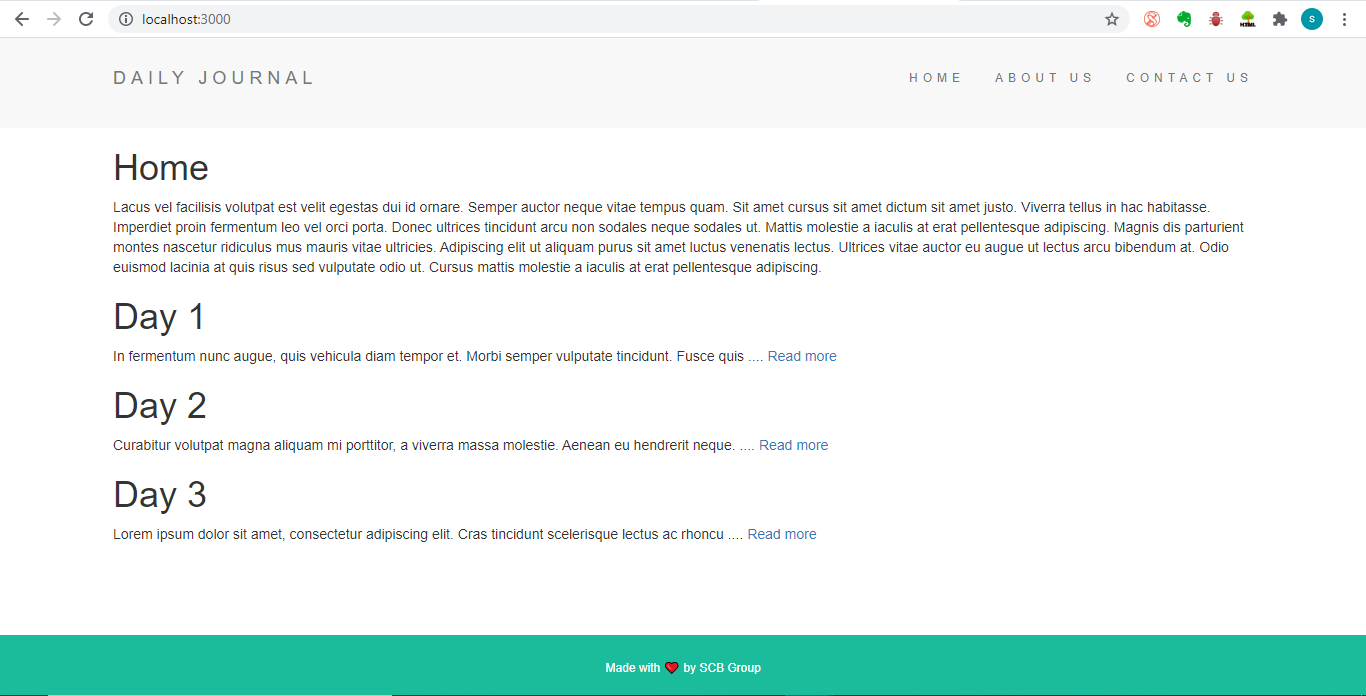 localhost:3000
S
HTML
DAILY JOURNAL
HOME ABOUT US CONTACT US
Home
Lacus vel facilisis volutpat est velit egestas dui id ornare. Semper auctor neque vitae tempus quam. Sit amet cursus sit amet dictum sit amet justo. Viverra tellus in hac habitasse.
Imperdiet proin fermentum leo vel orci porta. Donec ultrices tincidunt arcu non sodales neque sodales ut. Mattis molestie a iaculis at erat pellentesque adipiscing. Magnis dis parturient
montes nascetur ridiculus mus mauris vitae ultricies. Adipiscing elit ut aliquam purus sit amet luctus venenatis lectus. Ultrices vitae auctor eu augue ut lectus arcu bibendum at. Odio
euismod lacinia at quis risus sed vulputate odio ut. Cursus mattis molestie a iaculis at erat pellentesque adipiscing.
Day 1
In fermentum nunc augue, quis vehicula diam tempor et. Morbi semper vulputate tincidunt. Fusce quis .... Read more
Day 2
Curabitur volutpat magna aliquam mi porttitor, a viverra massa molestie. Aenean eu hendrerit neque. .... Read more
Day 3
Lorem ipsum dolor sit amet, consectetur adipiscing elit. Cras tincidunt scelerisque lectus ac rhoncu .... Read more
Made with ❤ by SCB Group